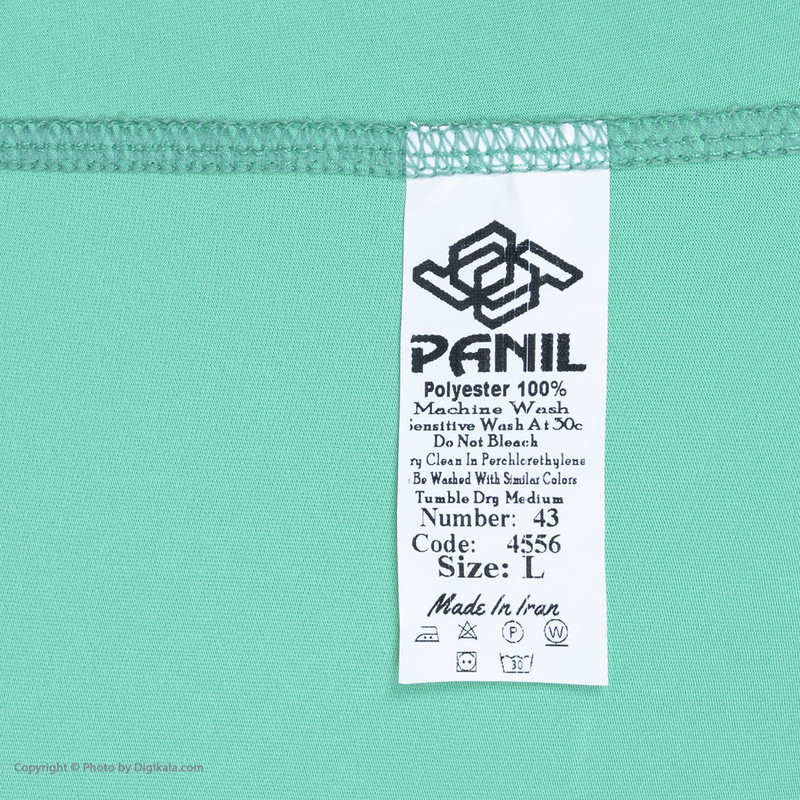 PANIL
Polyester 100%
Machine Wash
Sensitive Wash At 30c
Do Not Bleach
ry Clean In Perchlorethylene
Be Washed With Similar Colors
Tumble Dry Medium
Number: 43
Code: 4556
Size: L
Made In Iran
P W
30
Copyright © Photo by Digikala.com